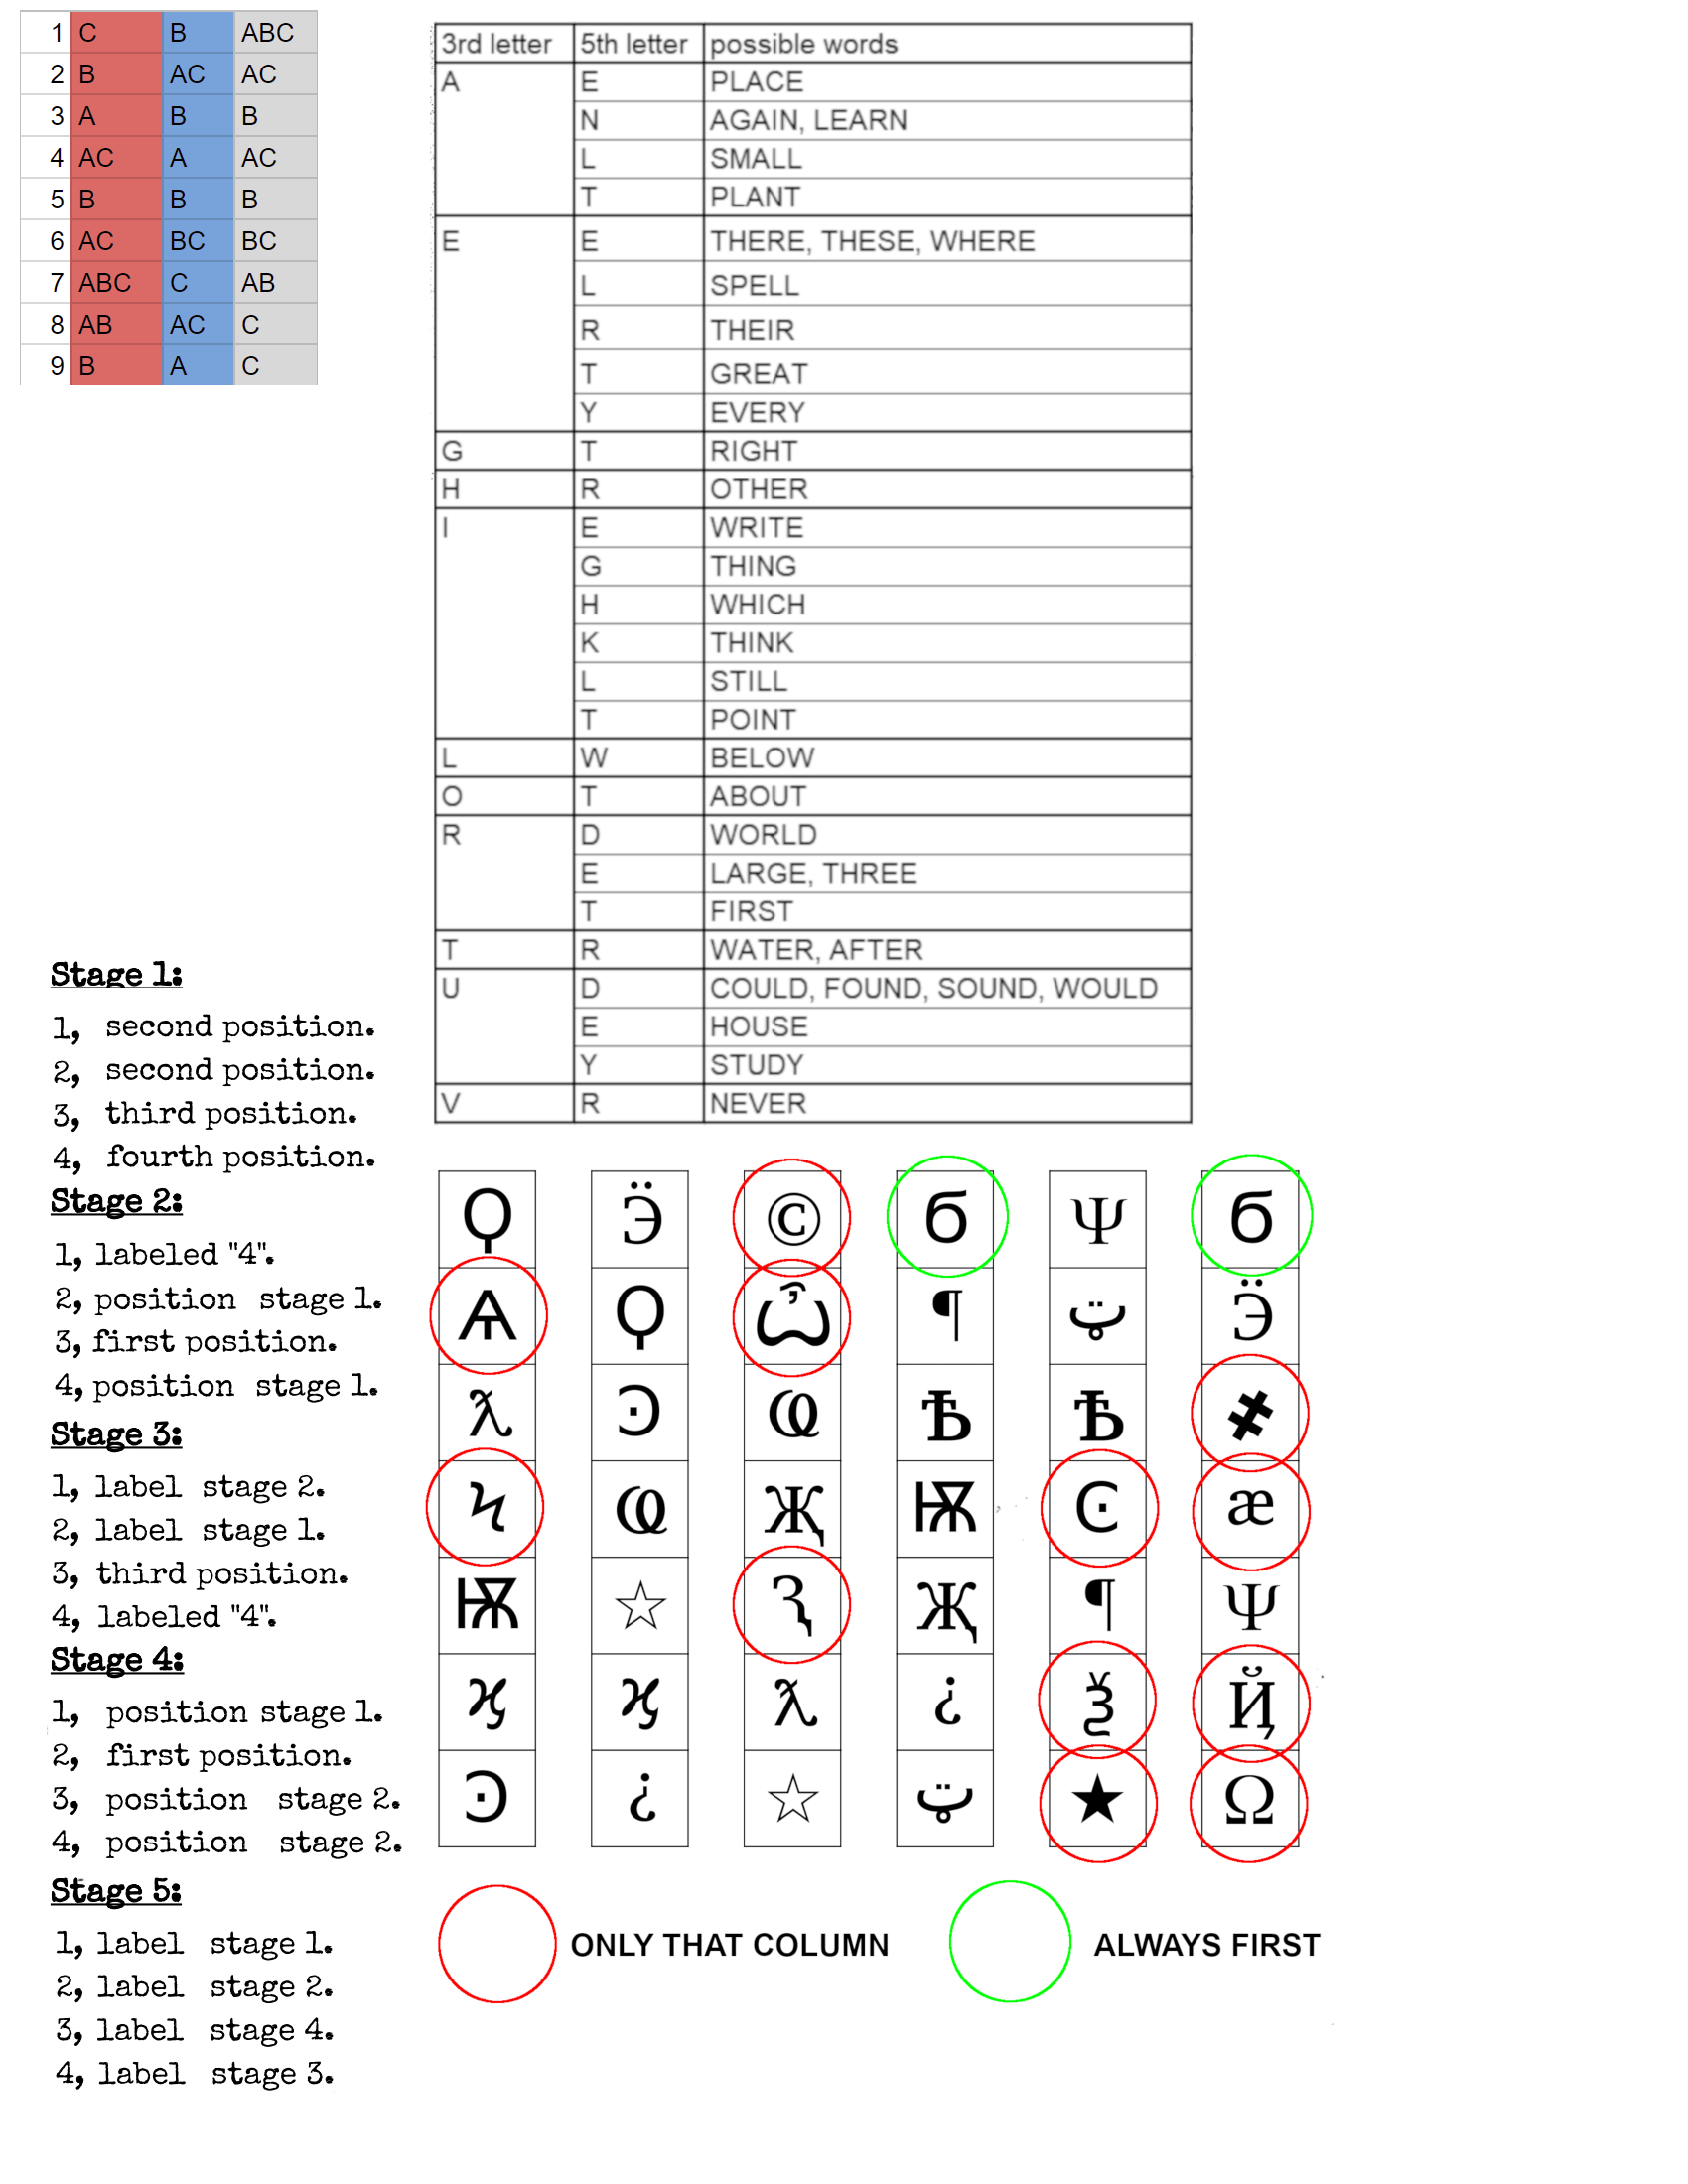 1 C B ABC
2 B AC AC
3 A B B
4 AC A AC
5 B B B
6 AC BC BC
7 ABC C AB
8 AB AC C
9 B A C
3rd letter 5th letter possible words
A E PLACE
N AGAIN, LEARN
L SMALL
T PLANT
E E THERE, THESE, WHERE
L SPELL
R THEIR
T GREAT
Y EVERY
G T RIGHT
H R OTHER
I E WRITE
G THING
H WHICH
K THINK
L STILL
T POINT
L W BELOW
O T ABOUT
R D WORLD
E LARGE, THREE
T FIRST
T R WATER, AFTER
U D COULD, FOUND, SOUND, WOULD
E HOUSE
Y STUDY
V R NEVER
Stage 1:
1, second position.
2, second position.
3, third position.
4, fourth position.
Stage 2:
1, labeled "4".
2, position stage 1.
3, first position.
4, position stage 1.
Stage 3:
1, label stage 2.
2, label stage 1.
3, third position.
4, labeled "4".
Stage 4:
1, position stage 1.
2, first position.
3, position stage 2.
4, position stage 2.
Stage 5:
1, label stage 1.
2, label stage 2.
3, label stage 4.
4, label stage 3.
Ϙ Ӭ © б Ψ б
Ѧ Ϙ Ѽ ¶ ټ Ӭ
ƛ Ͽ Ҩ Ѣ Ѣ ҂
Ϟ Ҩ Җ Ѭ Ͼ æ
Ѭ ☆ Ҙ Җ ¶ Ψ
ϗ ϗ ƛ ¿ Ѯ Ҋ
Ͽ ¿ ☆ ټ ★ Ω
ONLY THAT COLUMN ALWAYS FIRST